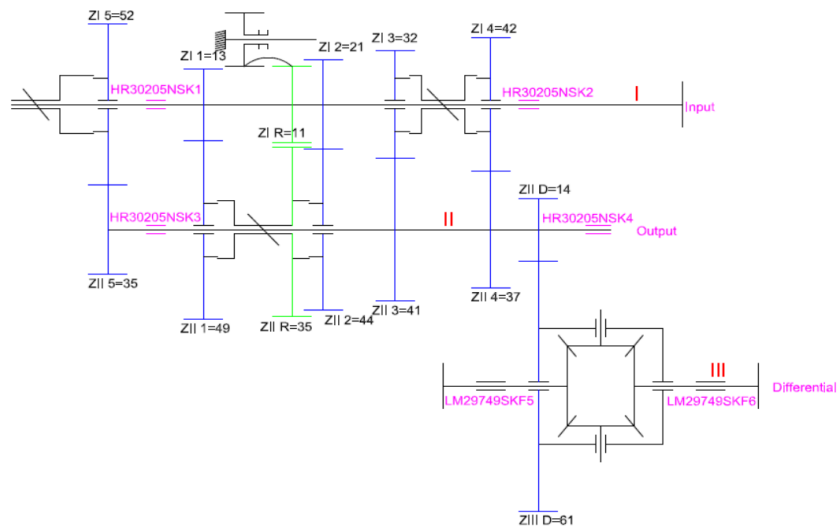 ZI 5=52
ZI 1=13
ZI 2=21
ZI 3=32
ZI 4=42
HR30205NSK1
HR30205NSK2
I
Input
ZI R=11
HR30205NSK3
II
ZII D=14
HR30205NSK4
Output
ZII 5=35
ZII 1=49
ZII R=35
ZII 2=44
ZII 3=41
ZII 4=37
III
LM29749SKF5
LM29749SKF6
Differential
ZIII D=61